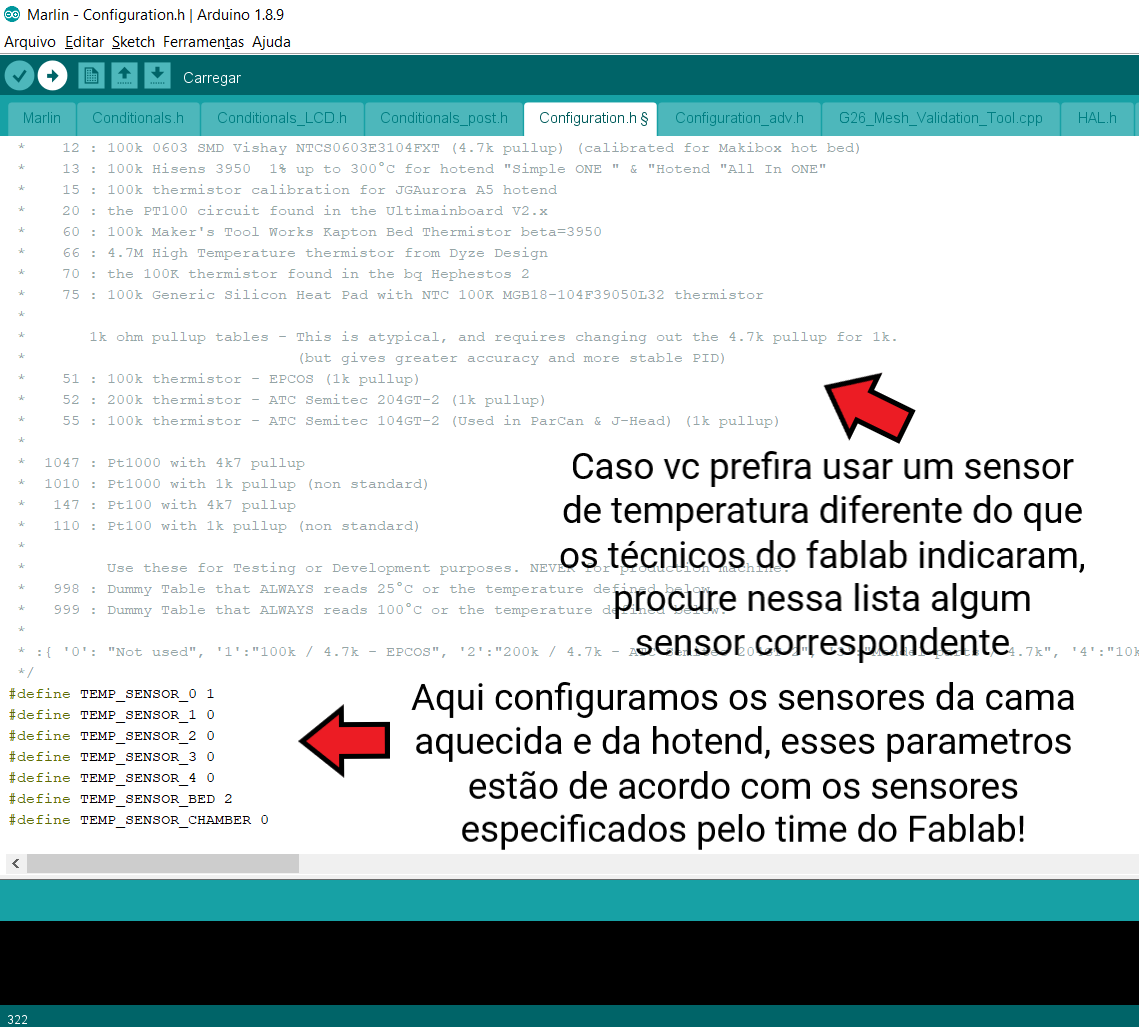 Marlin - Configuration.h | Arduino 1.8.9
Arquivo Editar Sketch Ferramentas Ajuda
Carregar
Marlin Conditionals.h Conditionals_LCD.h Conditionals_post.h Configuration.h § Configuration_adv.h G26_Mesh_Validation_Tool.cpp HAL.h
* 12 : 100k 0603 SMD Vishay NTCS0603E3104FXT (4.7k pullup) (calibrated for Makibox hot bed)
* 13 : 100k Hisens 3950 1% up to 300°C for hotend "Simple ONE " & "Hotend "All In ONE"
* 15 : 100k thermistor calibration for JGAurora A5 hotend
* 20 : the PT100 circuit found in the Ultimainboard V2.x
* 60 : 100k Maker's Tool Works Kapton Bed Thermistor beta=3950
* 66 : 4.7M High Temperature thermistor from Dyze Design
* 70 : the 100K thermistor found in the bq Hephestos 2
* 75 : 100k Generic Silicon Heat Pad with NTC 100K MGB18-104F39050L32 thermistor
*
* 1k ohm pullup tables - This is atypical, and requires changing out the 4.7k pullup for 1k.
* (but gives greater accuracy and more stable PID)
* 51 : 100k thermistor - EPCOS (1k pullup)
* 52 : 200k thermistor - ATC Semitec 204GT-2 (1k pullup)
* 55 : 100k thermistor - ATC Semitec 104GT-2 (Used in ParCan & J-Head) (1k pullup)
*
* 1047 : Pt1000 with 4k7 pullup
* 1010 : Pt1000 with 1k pullup (non standard)
* 147 : Pt100 with 4k7 pullup
* 110 : Pt100 with 1k pullup (non standard)
*
* Use these for Testing or Development purposes. NEVER for production machine.
* 998 : Dummy Table that ALWAYS reads 25°C or the temperature defined below.
* 999 : Dummy Table that ALWAYS reads 100°C or the temperature defined below.
*
* :{ '0': "Not used", '1':"100k / 4.7k - EPCOS", '2':"200k / 4.7k - ATC Semitec 204GT-2", '3':"Mendel-parts / 4.7k", '4':"10k
*/
Caso vc prefira usar um sensor
de temperatura diferente do que
os técnicos do fablab indicaram,
procure nessa lista algum
sensor correspondente
#define TEMP_SENSOR_0 1
#define TEMP_SENSOR_1 0
#define TEMP_SENSOR_2 0
#define TEMP_SENSOR_3 0
#define TEMP_SENSOR_4 0
#define TEMP_SENSOR_BED 2
#define TEMP_SENSOR_CHAMBER 0
Aqui configuramos os sensores da cama
aquecida e da hotend, esses parametros
estão de acordo com os sensores
especificados pelo time do Fablab!
322